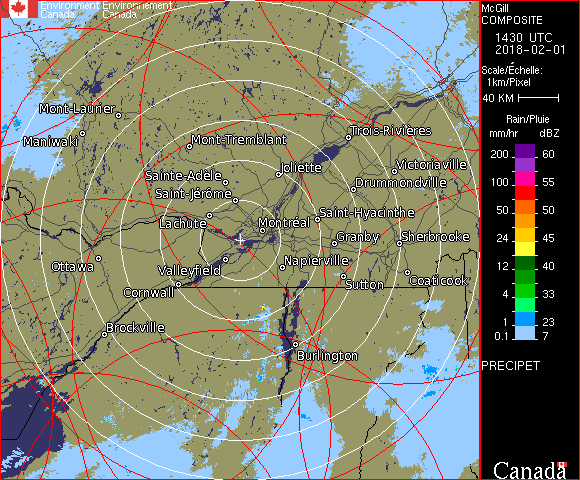 Environment Environnement
Canada Canada
McGill
COMPOSITE
1430 UTC
2018-02-01
Scale/Échelle:
1km/Pixel
40 KM
Rain/Pluie
mm/hr dBZ
200 60
150 57
100 55
50 50
24 45
12 40
4 33
1 23
0.1 7
PRECIPET
Canada
Mont-Laurier
Maniwaki
Mont-Tremblant
Trois-Rivières
Sainte-Adèle
Joliette
Victoriaville
Saint-Jérôme
Drummondville
Lachute
Montréal
Saint-Hyacinthe
Granby
Sherbrooke
Ottawa
Valleyfield
Napierville
Cornwall
Sutton
Coaticook
Brockville
Burlington